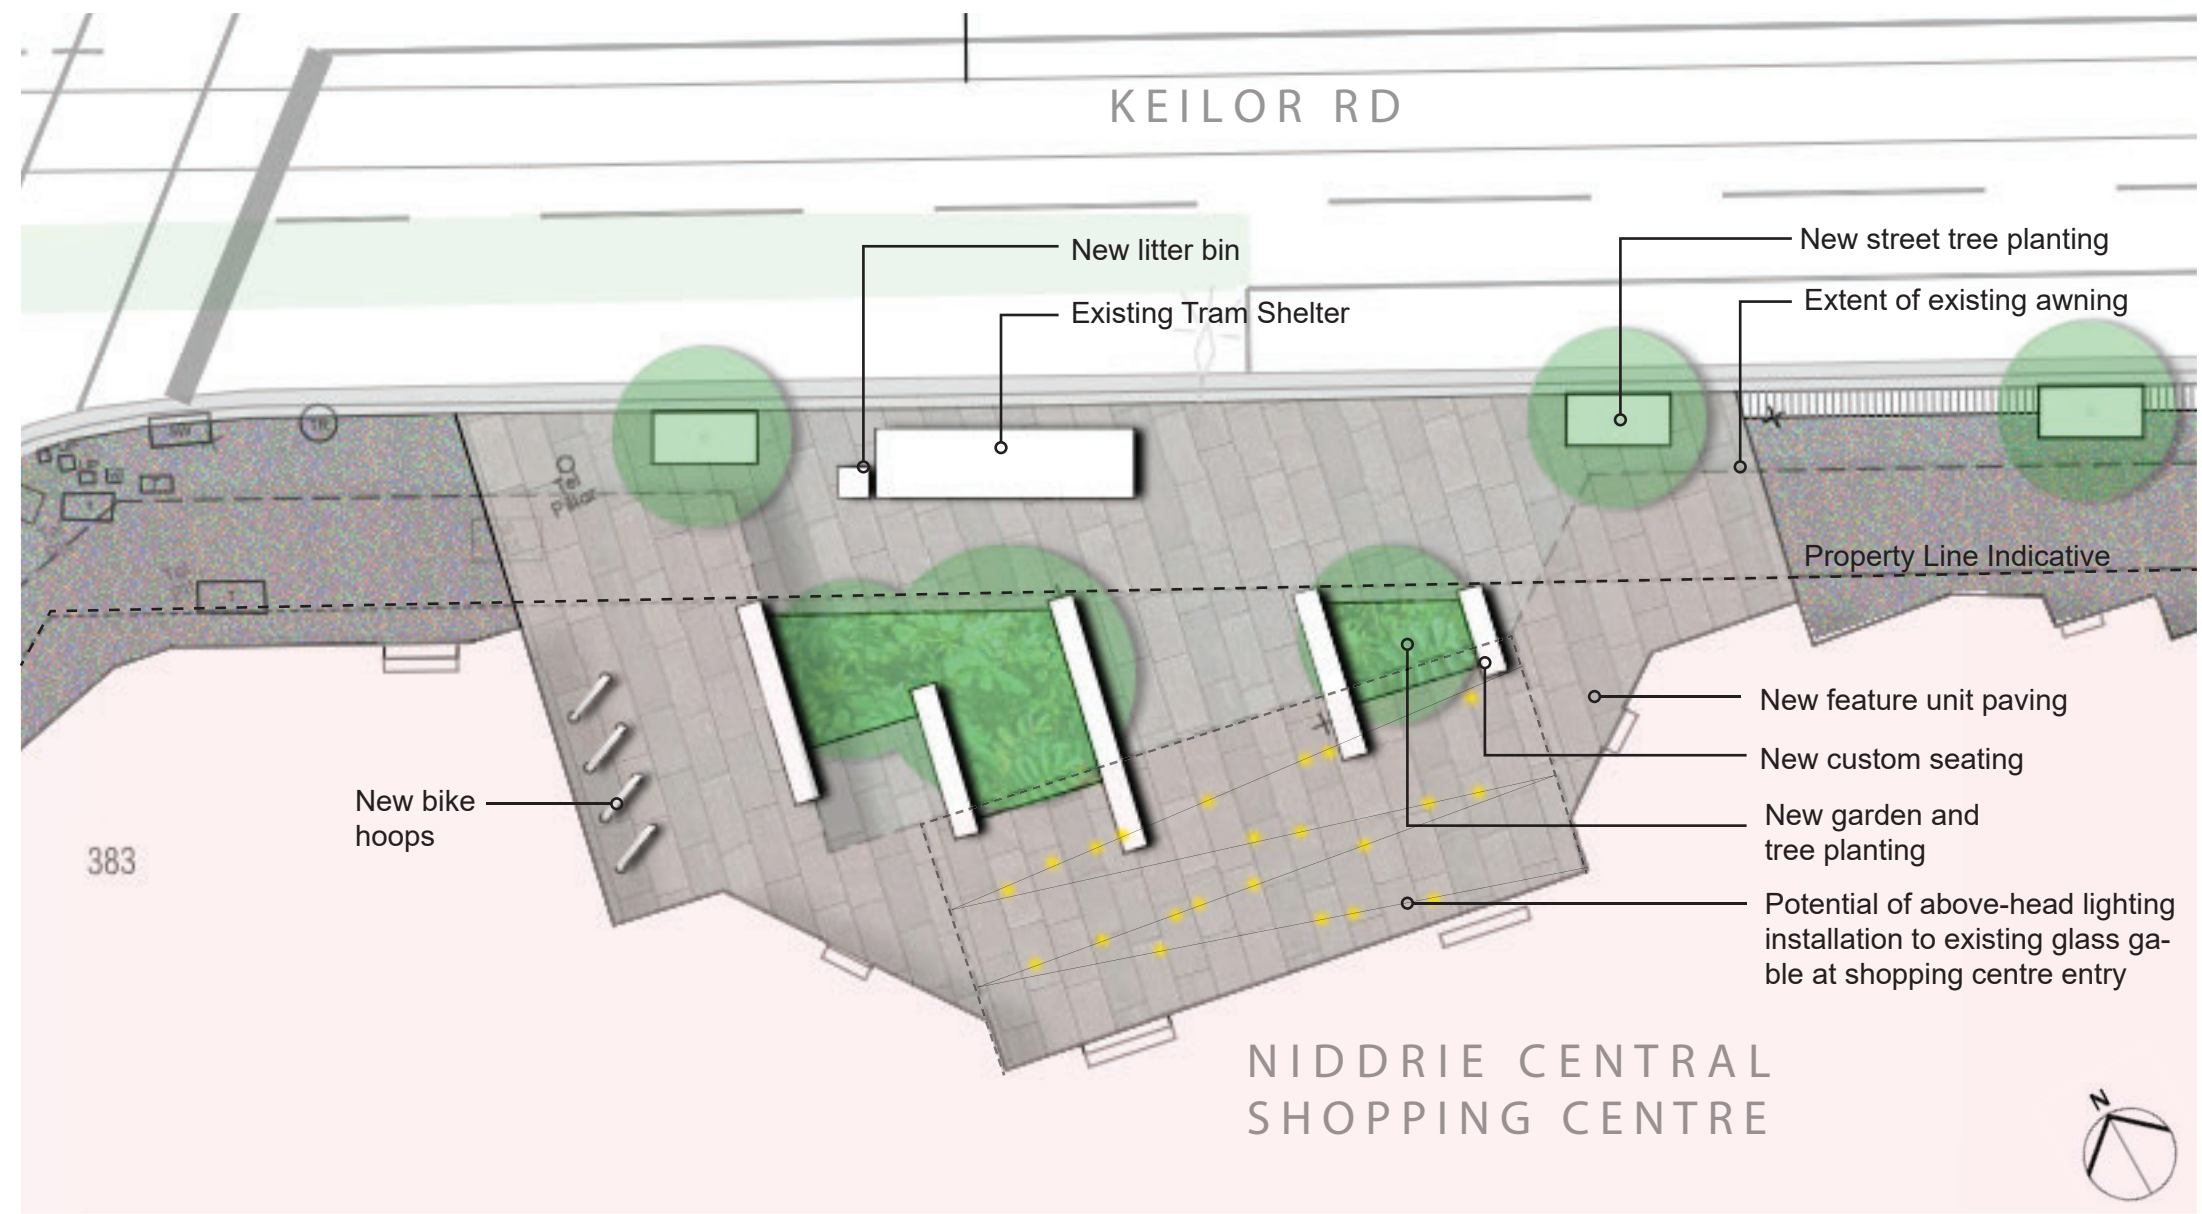 KEILOR RD
New litter bin
New street tree planting
Existing Tram Shelter
Extent of existing awning
Tel
Pillar
Property Line Indicative
New feature unit paving
New custom seating
New bike
hoops
New garden and
tree planting
383
Potential of above-head lighting
installation to existing glass ga-
ble at shopping centre entry
NIDDRIE CENTRAL
SHOPPING CENTRE
N